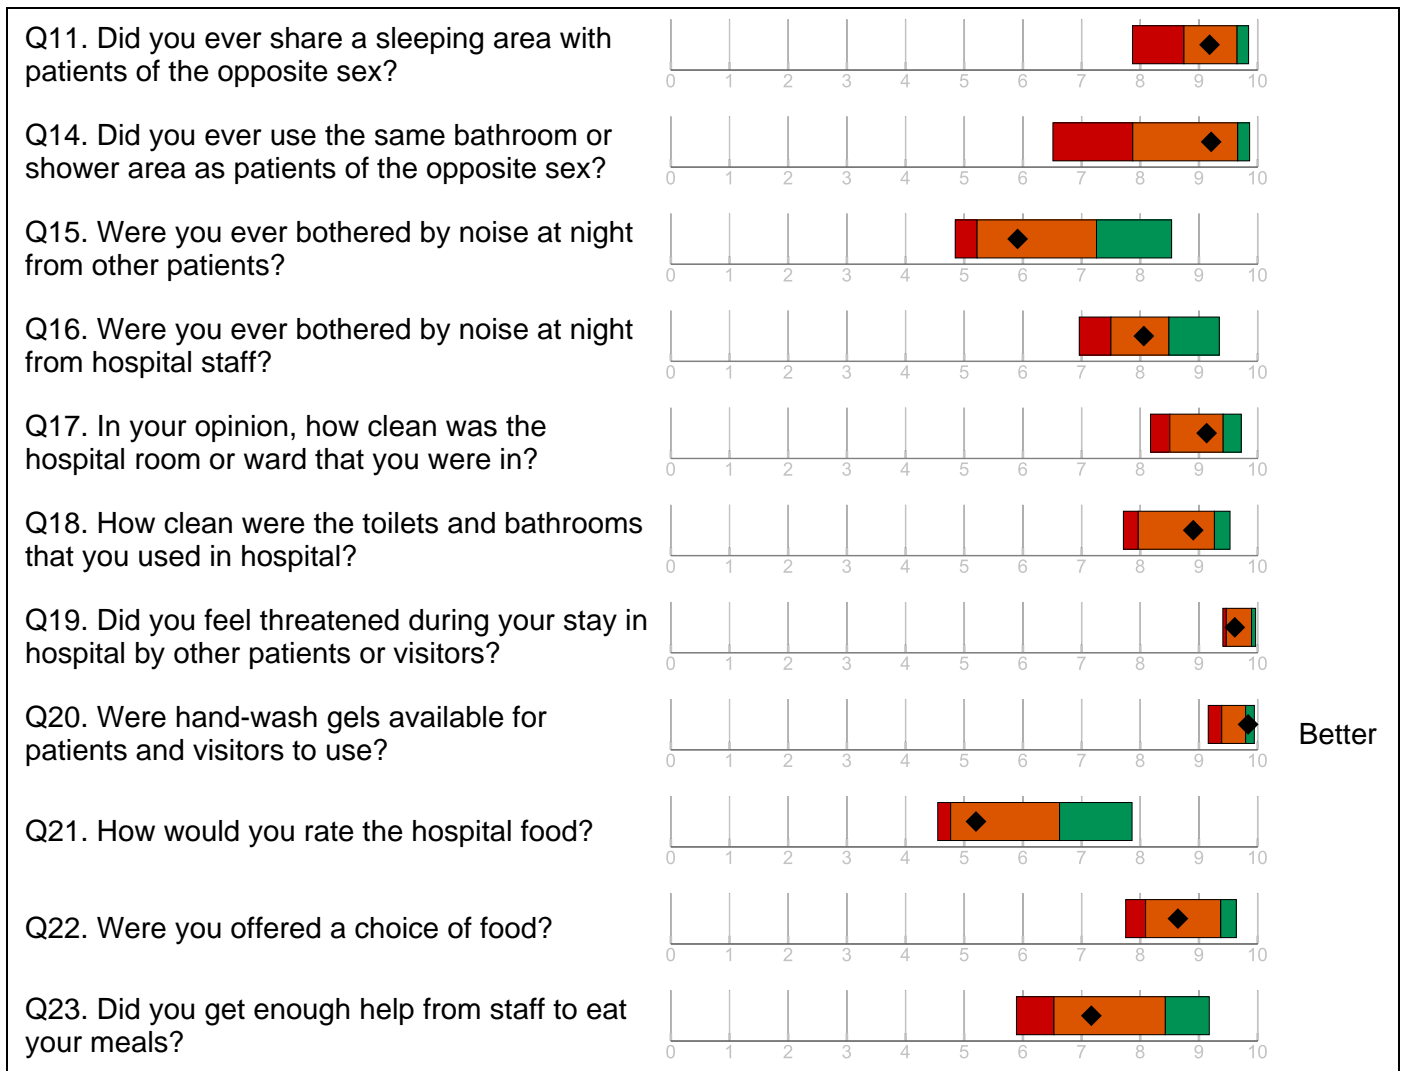 Q11. Did you ever share a sleeping area with
patients of the opposite sex?
0 1 2 3 4 5 6 7 8 9 10
Q14. Did you ever use the same bathroom or
shower area as patients of the opposite sex?
0 1 2 3 4 5 6 7 8 9 10
Q15. Were you ever bothered by noise at night
from other patients?
0 1 2 3 4 5 6 7 8 9 10
Q16. Were you ever bothered by noise at night
from hospital staff?
0 1 2 3 4 5 6 7 8 9 10
Q17. In your opinion, how clean was the
hospital room or ward that you were in?
0 1 2 3 4 5 6 7 8 9 10
Q18. How clean were the toilets and bathrooms
that you used in hospital?
0 1 2 3 4 5 6 7 8 9 10
Q19. Did you feel threatened during your stay in
hospital by other patients or visitors?
0 1 2 3 4 5 6 7 8 9 10
Q20. Were hand-wash gels available for
patients and visitors to use?
Better
0 1 2 3 4 5 6 7 8 9 10
Q21. How would you rate the hospital food?
0 1 2 3 4 5 6 7 8 9 10
Q22. Were you offered a choice of food?
0 1 2 3 4 5 6 7 8 9 10
Q23. Did you get enough help from staff to eat
your meals?
0 1 2 3 4 5 6 7 8 9 10